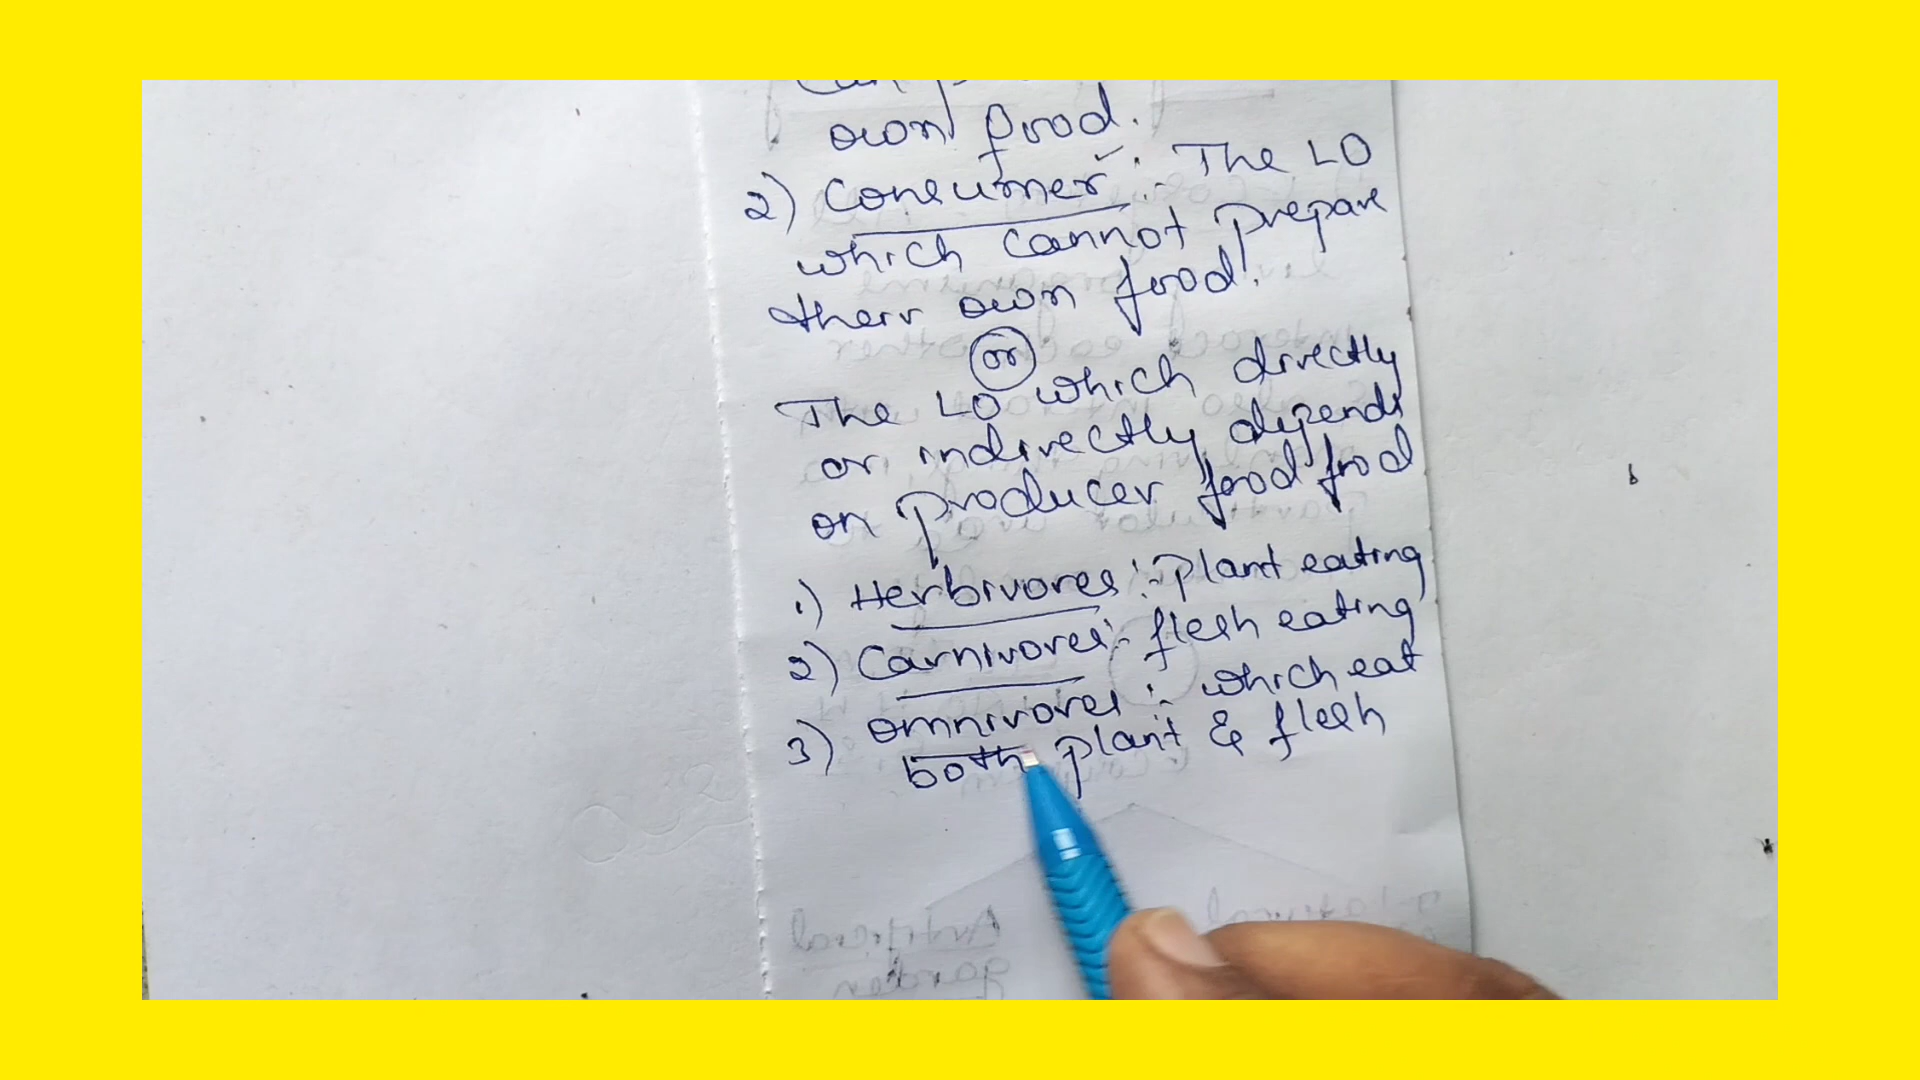 own food.
2) Consumer :- The LO
which cannot prepare
their own food.
or
The LO which directly
or indirectly depends
on producer food food
1) Herbivores :- plant eating
2) Carnivores :- flesh eating
3) Omnivores :- which eat
both plant & flesh
Artificial
garden